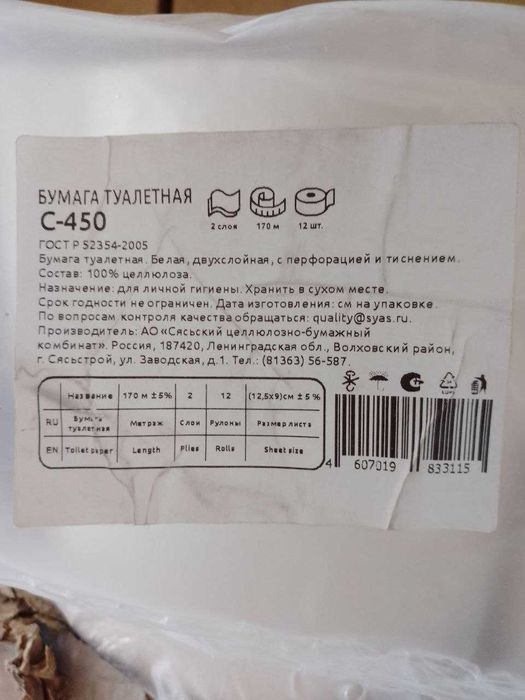 БУМАГА ТУАЛЕТНАЯ
С-450
2 слоя 170 м 12 шт.
ГОСТ Р 52354-2005
Бумага туалетная. Белая, двухслойная, с перфорацией и тиснением.
Состав: 100% целлюлоза.
Назначение: для личной гигиены. Хранить в сухом месте.
Срок годности не ограничен. Дата изготовления: см на упаковке.
По вопросам контроля качества обращаться: quality@syas.ru.
Производитель: АО «Сясьский целлюлозно-бумажный
комбинат». Россия, 187420, Ленинградская обл., Волховский район,
г. Сясьстрой, ул. Заводская, д.1. Тел.: (81363) 56-587.
Название 170 м ±5% 2 12 (12,5х9)см ±5 %
RU Бумага туалетная Метраж Слои Рулоны Размер листа
EN Toilet paper Length Plies Rolls Sheet size
4 607019 833115